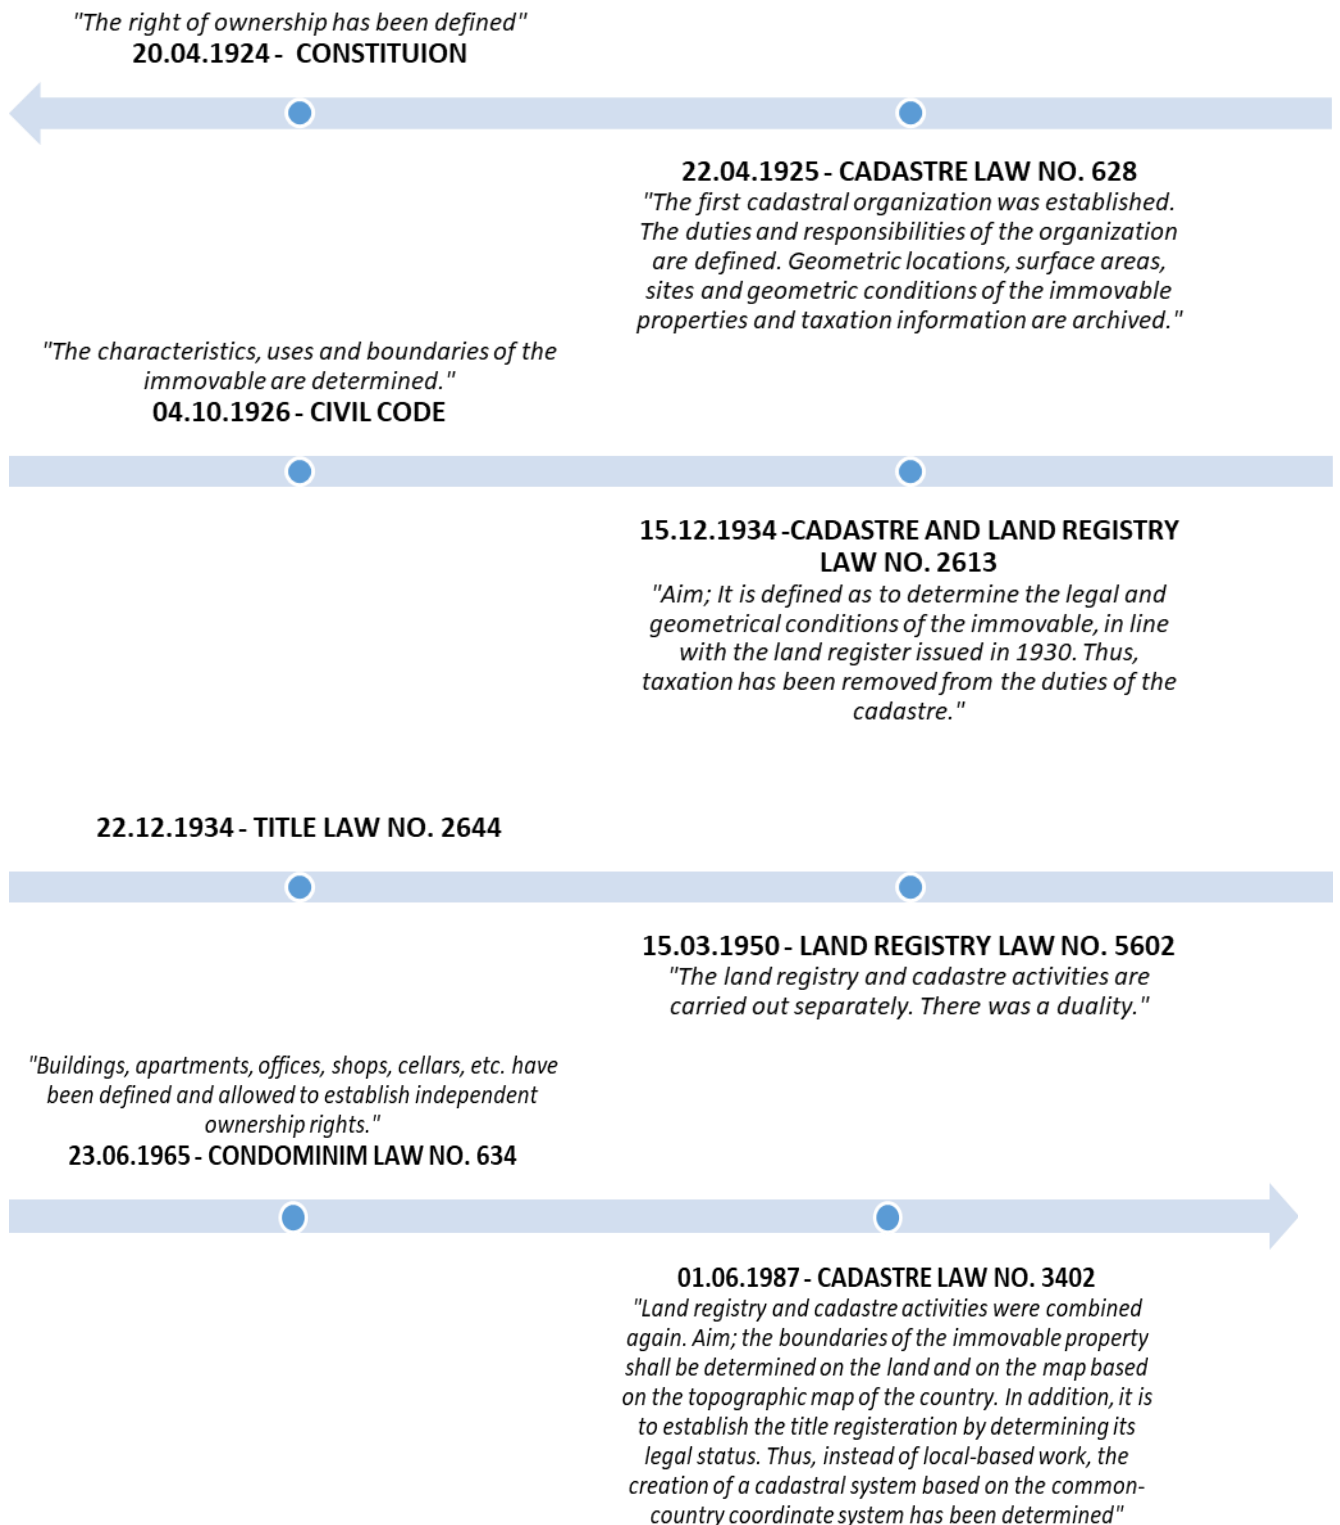 "The right of ownership has been defined"
20.04.1924 - CONSTITUION
22.04.1925 - CADASTRE LAW NO. 628
"The first cadastral organization was established.
The duties and responsibilities of the organization
are defined. Geometric locations, surface areas,
sites and geometric conditions of the immovable
properties and taxation information are archived."
"The characteristics, uses and boundaries of the
immovable are determined."
04.10.1926 - CIVIL CODE
15.12.1934 -CADASTRE AND LAND REGISTRY
LAW NO. 2613
"Aim; It is defined as to determine the legal and
geometrical conditions of the immovable, in line
with the land register issued in 1930. Thus,
taxation has been removed from the duties of the
cadastre."
22.12.1934 - TITLE LAW NO. 2644
15.03.1950 - LAND REGISTRY LAW NO. 5602
"The land registry and cadastre activities are
carried out separately. There was a duality."
"Buildings, apartments, offices, shops, cellars, etc. have
been defined and allowed to establish independent
ownership rights."
23.06.1965 - CONDOMINIM LAW NO. 634
01.06.1987 - CADASTRE LAW NO. 3402
"Land registry and cadastre activities were combined
again. Aim; the boundaries of the immovable property
shall be determined on the land and on the map based
on the topographic map of the country. In addition, it is
to establish the title registeration by determining its
legal status. Thus, instead of local-based work, the
creation of a cadastral system based on the common-
country coordinate system has been determined"